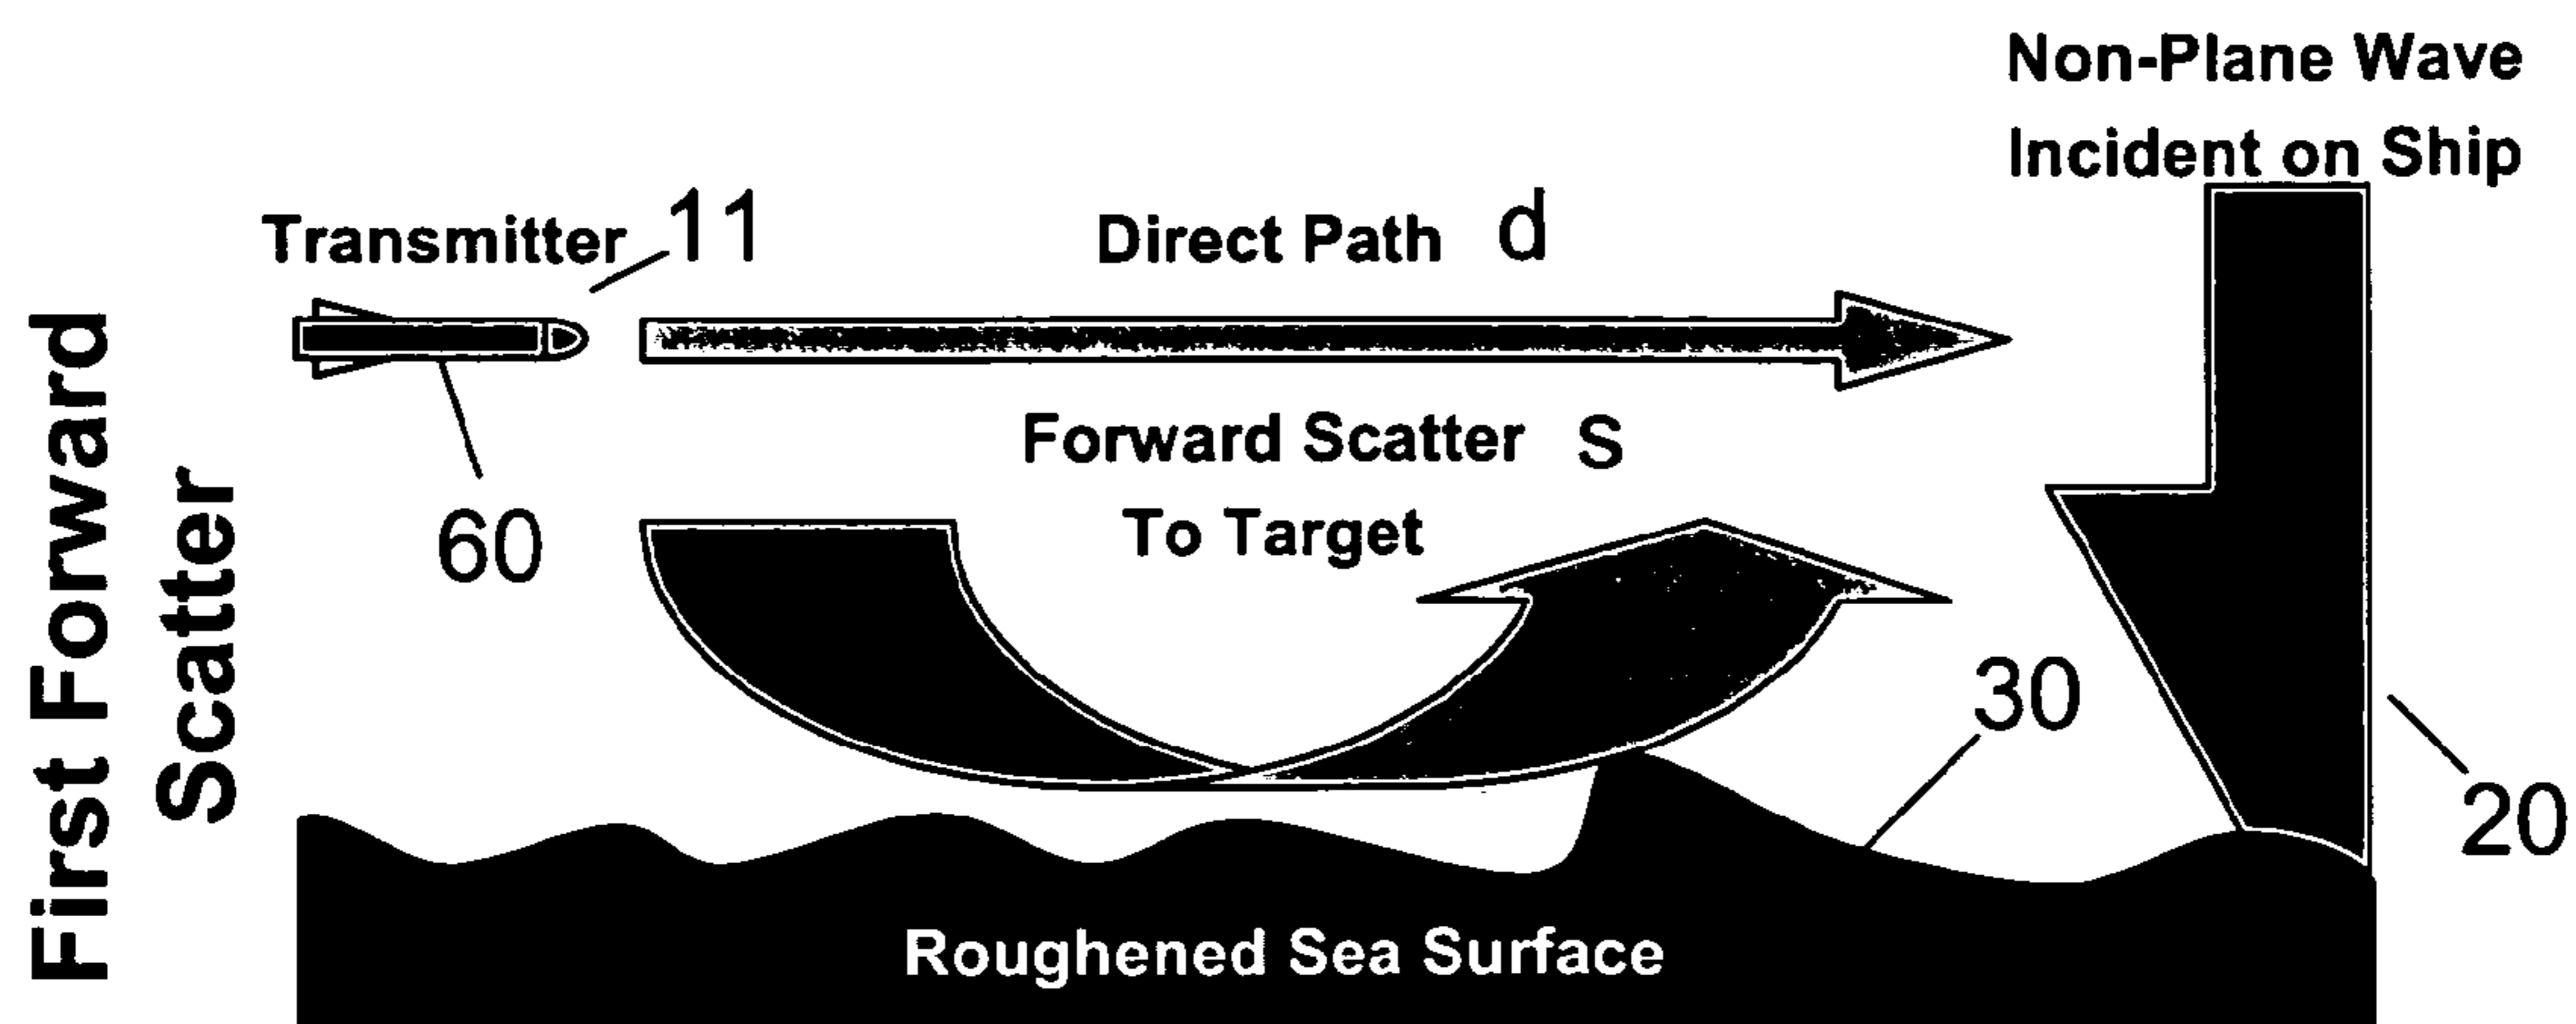 Non-Plane Wave
Incident on Ship
Transmitter 11
Direct Path d
Forward Scatter s
To Target
60
30
20
First Forward
Scatter
Roughened Sea Surface